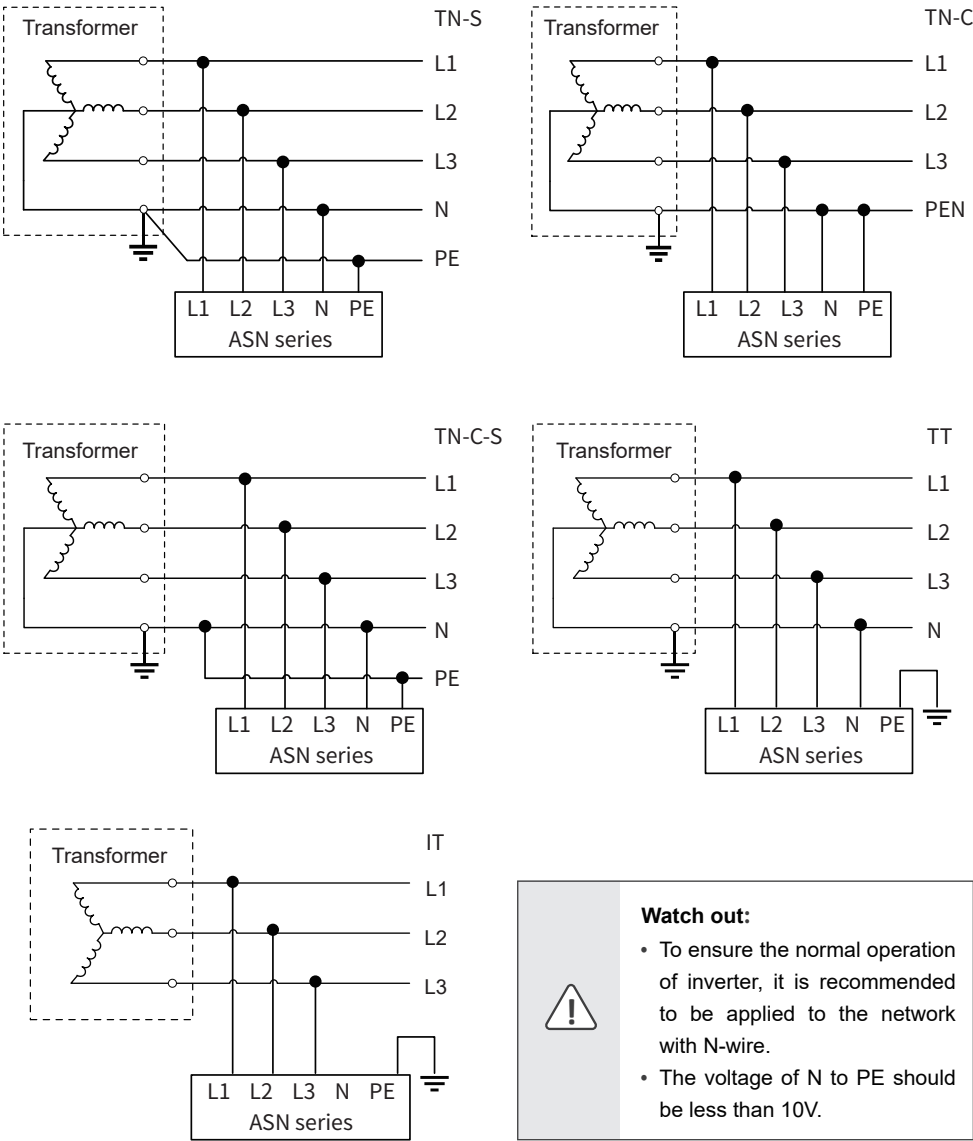 Transformer
TN-S
L1
L2
L3
N
PE
L1 L2 L3 N PE
ASN series
Transformer
TN-C
L1
L2
L3
PEN
L1 L2 L3 N PE
ASN series
Transformer
TN-C-S
L1
L2
L3
N
PE
L1 L2 L3 N PE
ASN series
Transformer
TT
L1
L2
L3
N
L1 L2 L3 N PE
ASN series
Transformer
IT
L1
L2
L3
L1 L2 L3 N PE
ASN series
Watch out:
• To ensure the normal operation
of inverter, it is recommended
to be applied to the network
with N-wire.
• The voltage of N to PE should
be less than 10V.